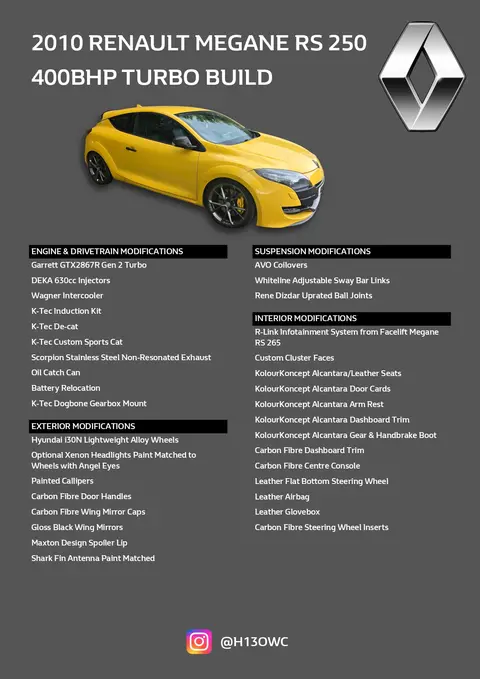 2010 RENAULT MEGANE RS 250
400BHP TURBO BUILD
ENGINE & DRIVETRAIN MODIFICATIONS
Garrett GTX2867R Gen 2 Turbo
DEKA 630cc Injectors
Wagner Intercooler
K-Tec Induction Kit
K-Tec De-cat
K-Tec Custom Sports Cat
Scorpion Stainless Steel Non-Resonated Exhaust
Oil Catch Can
Battery Relocation
K-Tec Dogbone Gearbox Mount
EXTERIOR MODIFICATIONS
Hyundai I30N Lightweight Alloy Wheels
Optional Xenon Headlights Paint Matched to
Wheels with Angel Eyes
Painted Callipers
Carbon Fibre Door Handles
Carbon Fibre Wing Mirror Caps
Gloss Black Wing Mirrors
Maxton Design Spoiler Lip
Shark Fin Antenna Paint Matched
SUSPENSION MODIFICATIONS
AVO Coilovers
Whiteline Adjustable Sway Bar Links
Rene Dizdar Uprated Ball Joints
INTERIOR MODIFICATIONS
R-Link Infotainment System from Facelift Megane
RS 265
Custom Cluster Faces
KolourKoncept Alcantara/Leather Seats
KolourKoncept Alcantara Door Cards
KolourKoncept Alcantara Arm Rest
KolourKoncept Alcantara Dashboard Trim
KolourKoncept Alcantara Gear & Handbrake Boot
Carbon Fibre Dashboard Trim
Carbon Fibre Centre Console
Leather Flat Bottom Steering Wheel
Leather Airbag
Leather Glovebox
Carbon Fibre Steering Wheel Inserts
@H13OWC